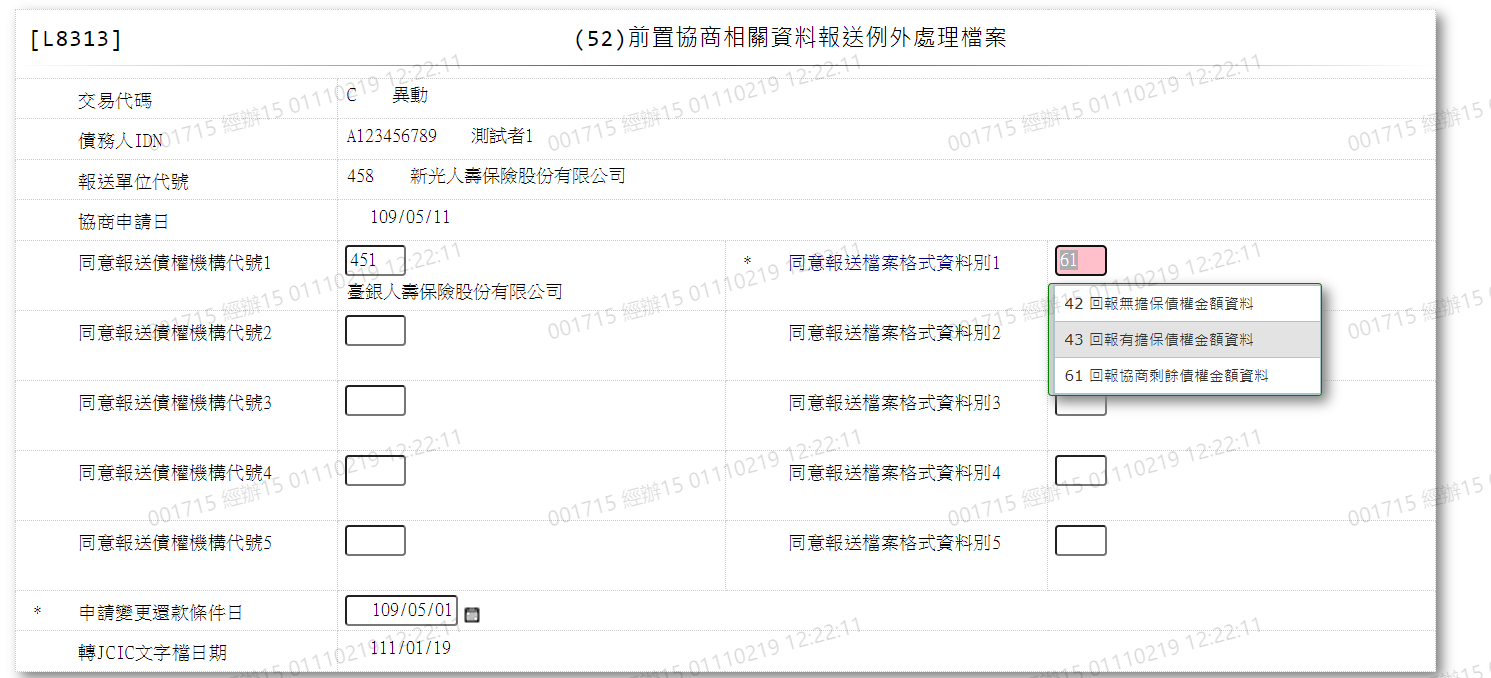 [L8313] (52)前置協商相關資料報送例外處理檔案
交易代碼 C 異動
債務人IDN A123456789 測試者1
報送單位代號 458 新光人壽保險股份有限公司
協商申請日 109/05/11
同意報送債權機構代號1 451 * 同意報送檔案格式資料別1 61
臺銀人壽保險股份有限公司
42 回報無擔保債權金額資料
同意報送債權機構代號2 同意報送檔案格式資料別2
43 回報有擔保債權金額資料
61 回報協商剩餘債權金額資料
同意報送債權機構代號3 同意報送檔案格式資料別3
同意報送債權機構代號4 同意報送檔案格式資料別4
同意報送債權機構代號5 同意報送檔案格式資料別5
* 申請變更還款條件日 109/05/01
轉JCIC文字檔日期 111/01/19
001715 經辦15 01110219 12:22:11